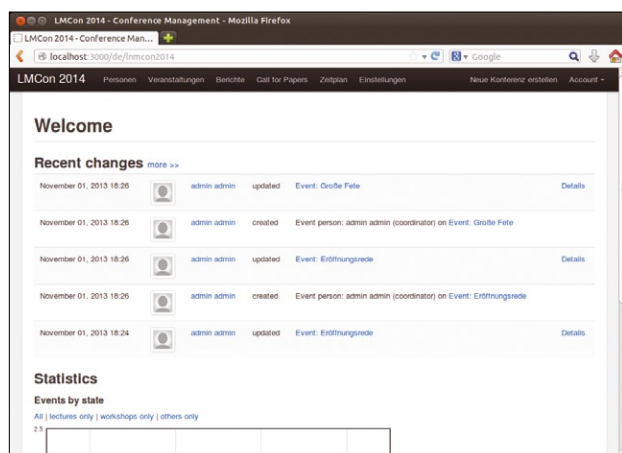 LMCon 2014 - Conference Management - Mozilla Firefox
LMCon 2014 - Conference Man...
localhost:3000/de/lnmcon2014 Google
LMCon 2014 Personen Veranstaltungen Berichte Call for Papers Zeitplan Einstellungen Neue Konferenz erstellen Account
Welcome
Recent changes more >>
November 01, 2013 18:26 admin admin updated Event: Große Fete Details
November 01, 2013 18:26 admin admin created Event person: admin admin (coordinator) on Event: Große Fete
November 01, 2013 18:26 admin admin updated Event: Eröffnungsrede Details
November 01, 2013 18:26 admin admin created Event person: admin admin (coordinator) on Event: Eröffnungsrede
November 01, 2013 18:24 admin admin updated Event: Eröffnungsrede Details
Statistics
Events by state
All | lectures only | workshops only | others only
2.5